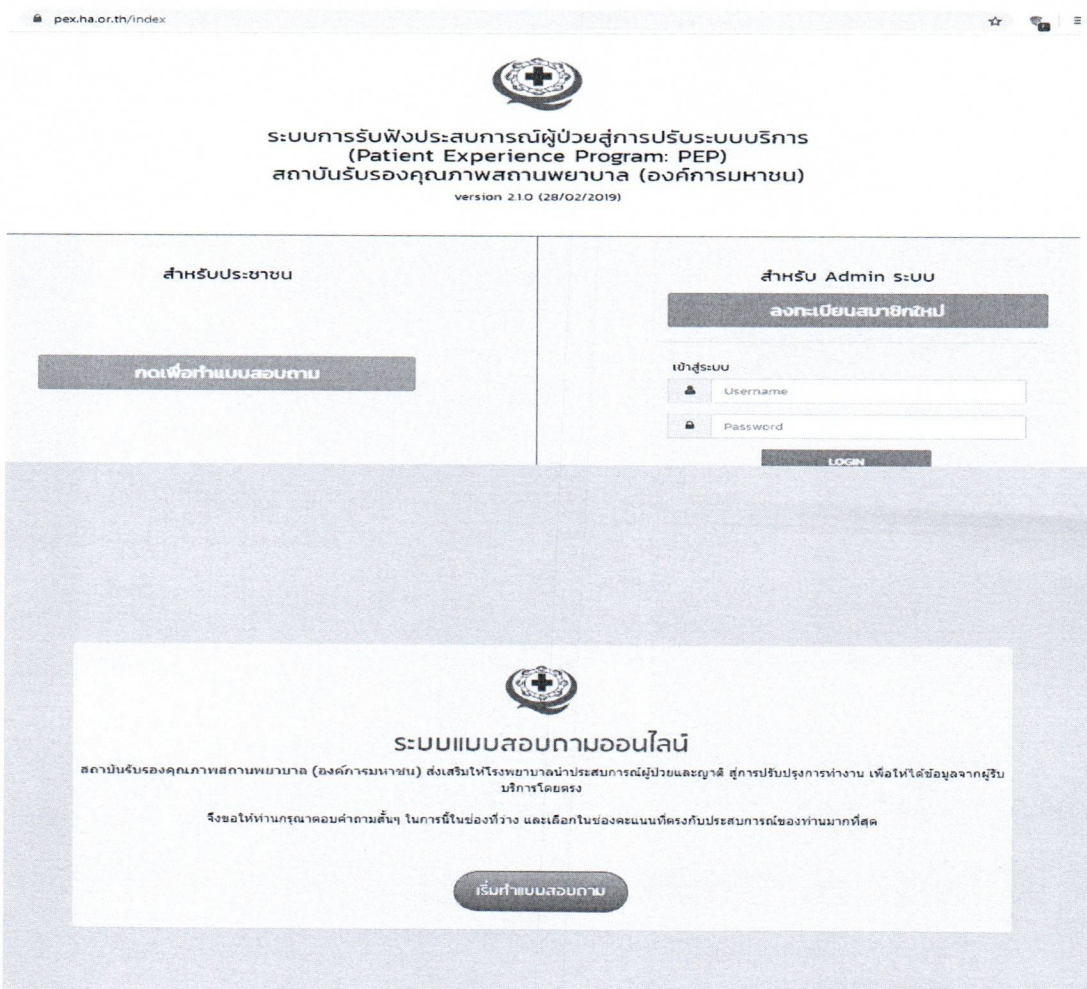 pex.ha.or.th/index
ระบบการรับฟังประสบการณ์ผู้ป่วยสู่การปรับระบบบริการ
(Patient Experience Program: PEP)
สถาบันรับรองคุณภาพสถานพยาบาล (องค์การมหาชน)
version 2.1.0 (28/02/2019)
สำหรับประชาชน
กดเพื่อทำแบบสอบถาม
สำหรับ Admin ระบบ
ลงทะเบียนสมาชิกใหม่
เข้าสู่ระบบ
Username
Password
LOGIN
ระบบแบบสอบถามออนไลน์
สถาบันรับรองคุณภาพสถานพยาบาล (องค์การมหาชน) ส่งเสริมให้โรงพยาบาลนำประสบการณ์ผู้ป่วยและญาติ สู่การปรับปรุงการทำงาน เพื่อให้ได้ข้อมูลจากผู้รับ
บริการโดยตรง
จึงขอให้ท่านกรุณาตอบคำถามสั้นๆ ในการนี้ในช่องที่ว่าง และเลือกในช่องคะแนนที่ตรงกับประสบการณ์ของท่านมากที่สุด
เริ่มทำแบบสอบถาม